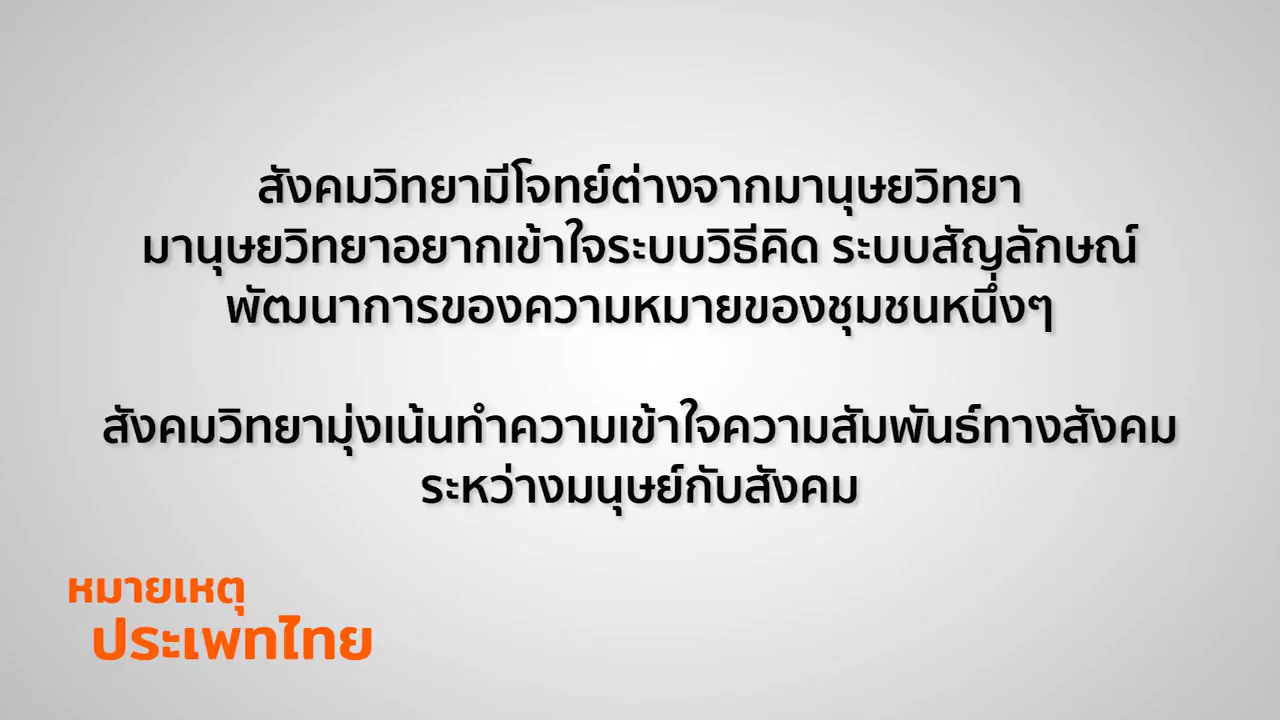 สังคมวิทยามีโจทย์ต่างจากมานุษยวิทยา
มานุษยวิทยาอยากเข้าใจระบบวิธีคิด ระบบสัญลักษณ์
พัฒนาการของความหมายของชุมชนหนึ่งๆ
สังคมวิทยามุ่งเน้นทำความเข้าใจความสัมพันธ์ทางสังคม
ระหว่างมนุษย์กับสังคม
หมายเหตุ
ประเพทไทย